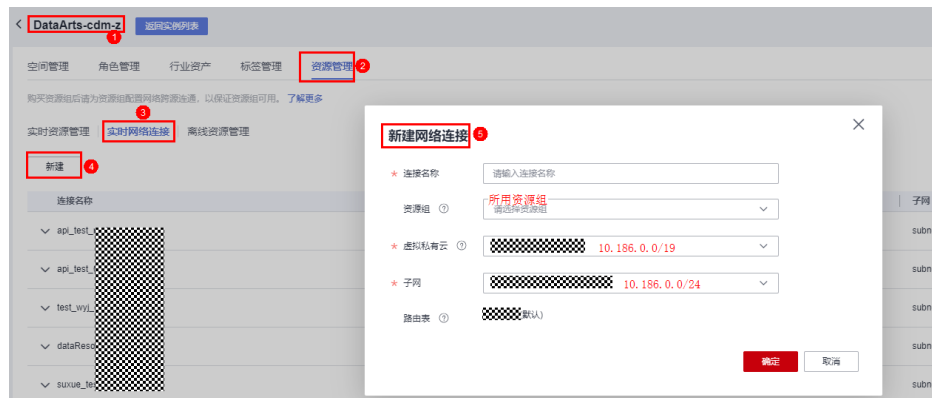 DataArts-cdm-z 返回实例列表
1
空间管理 角色管理 行业资产 标签管理 资源管理 2
购买资源组后请为资源组配置网络跨源连通，以保证资源组可用。 了解更多
3
实时资源管理 实时网络连接 离线资源管理
新建 4
连接名称 子网
api_test_ subn
api_test_ subn
test_wyj_ subn
dataReso subn
suxue_te subn
新建网络连接 5
* 连接名称 请输入连接名称
所用资源组
资源组 请选择资源组
* 虚拟私有云 10.186.0.0/19
* 子网 10.186.0.0/24
路由表 默认)
确定 取消